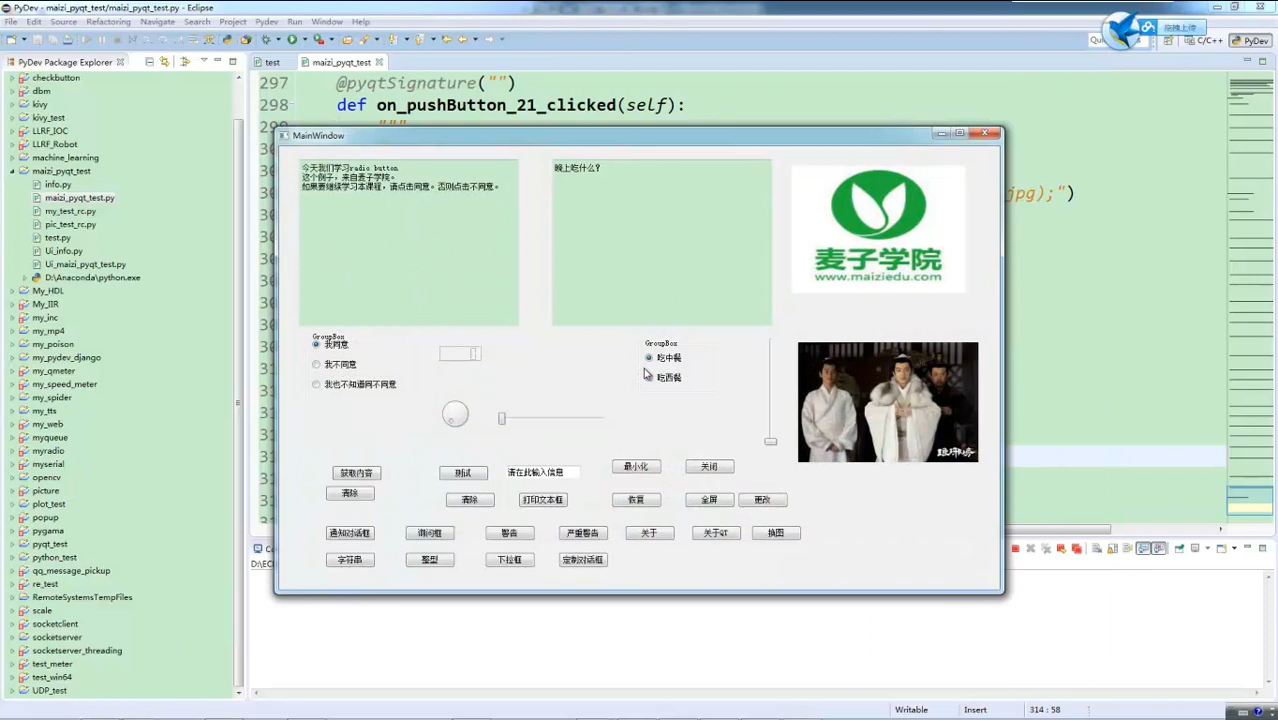 PyDev - maizi_pyqt_test/maizi_pyqt_test.py - Eclipse
File Edit Source Refactoring Navigate Search Project Pydev Run Window Help
拖拽上传
Qu
C/C++
PyDev
PyDev Package Explorer
checkbutton
dbm
kivy
kivy_test
LLRF_IOC
LLRF_Robot
machine_learning
maizi_pyqt_test
info.py
maizi_pyqt_test.py
my_test_rc.py
pic_test_rc.py
test.py
Ui_info.py
Ui_maizi_pyqt_test.py
D:\Anaconda\python.exe
My_HDL
My_IIR
my_inc
my_mp4
my_poison
my_pydev_django
my_qmeter
my_speed_meter
my_tts
my_web
myqueue
myradio
myserial
opencv
picture
plot_test
popup
pygama
pyqt_test
python_test
qq_message_pickup
re_test
RemoteSystemsTempFiles
scale
socketclient
socketserver
socketserver_threading
test_meter
test_win64
UDP_test
test
maizi_pyqt_test
297 @pyqtSignature("")
298 def on_pushButton_21_clicked(self):
"""
jpg);")
MainWindow
今天我们学习radio button
这个例子，来自麦子学院。
如果要继续学习本课程，请点击同意。否则点击不同意。
晚上吃什么?
麦子学院
www.maiziedu.com
GroupBox
我同意
我不同意
我也不知道同不同意
GroupBox
吃中餐
吃西餐
琅琊榜
获取内容
测试
请在此输入信息
最小化
关闭
清除
清除
打印文本框
恢复
全屏
更改
通知对话框
询问框
警告
严重警告
关于
关于QT
换图
字符串
整型
下拉框
定制对话框
Co
D:\E
Writable
Insert
314 : 58